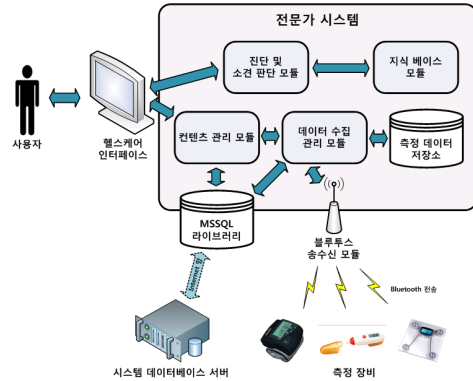 전문가 시스템
진단 및
소견 판단 모듈
지식 베이스
모듈
사용자
헬스케어
인터페이스
컨텐츠 관리 모듈
데이터 수집
관리 모듈
측정 데이터
저장소
MSSQL
라이브러리
블루투스
송수신 모듈
Internet 망
Bluetooth 전송
시스템 데이터베이스 서버
측정 장비